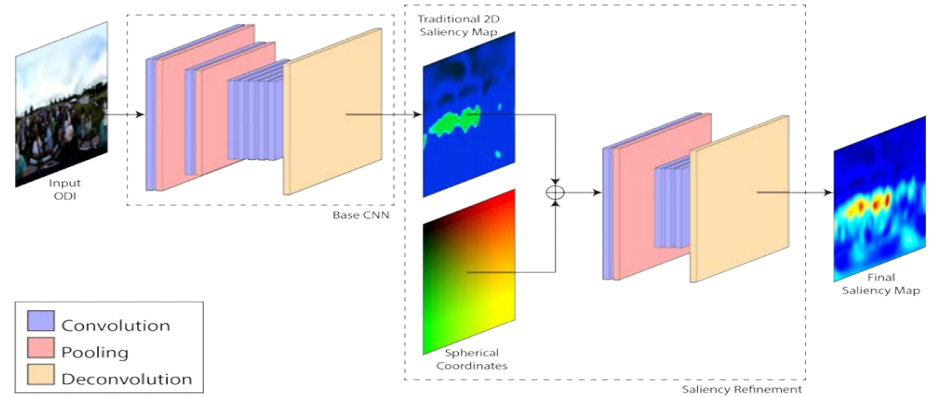 Traditional 2D
Saliency Map
Input
ODI
Base CNN
Spherical
Coordinates
Final
Saliency Map
Saliency Refinement
Convolution
Pooling
Deconvolution